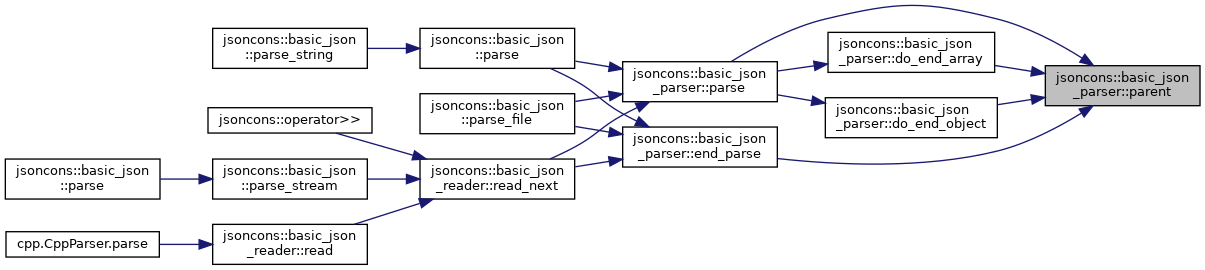 jsoncons::basic_json
::parse_string
jsoncons::basic_json
::parse
jsoncons::basic_json
_parser::do_end_array
jsoncons::basic_json
_parser::parse
jsoncons::basic_json
_parser::parent
jsoncons::operator>>
jsoncons::basic_json
::parse_file
jsoncons::basic_json
_parser::do_end_object
jsoncons::basic_json
_parser::end_parse
jsoncons::basic_json
::parse
jsoncons::basic_json
::parse_stream
jsoncons::basic_json
_reader::read_next
cpp.CppParser.parse
jsoncons::basic_json
_reader::read